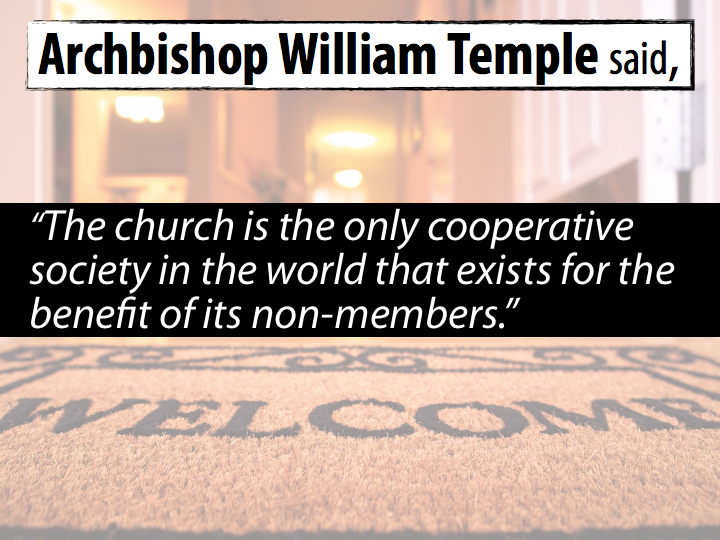 Archbishop William Temple said,
“The church is the only cooperative
society in the world that exists for the
benefit of its non-members.”
WELCOME